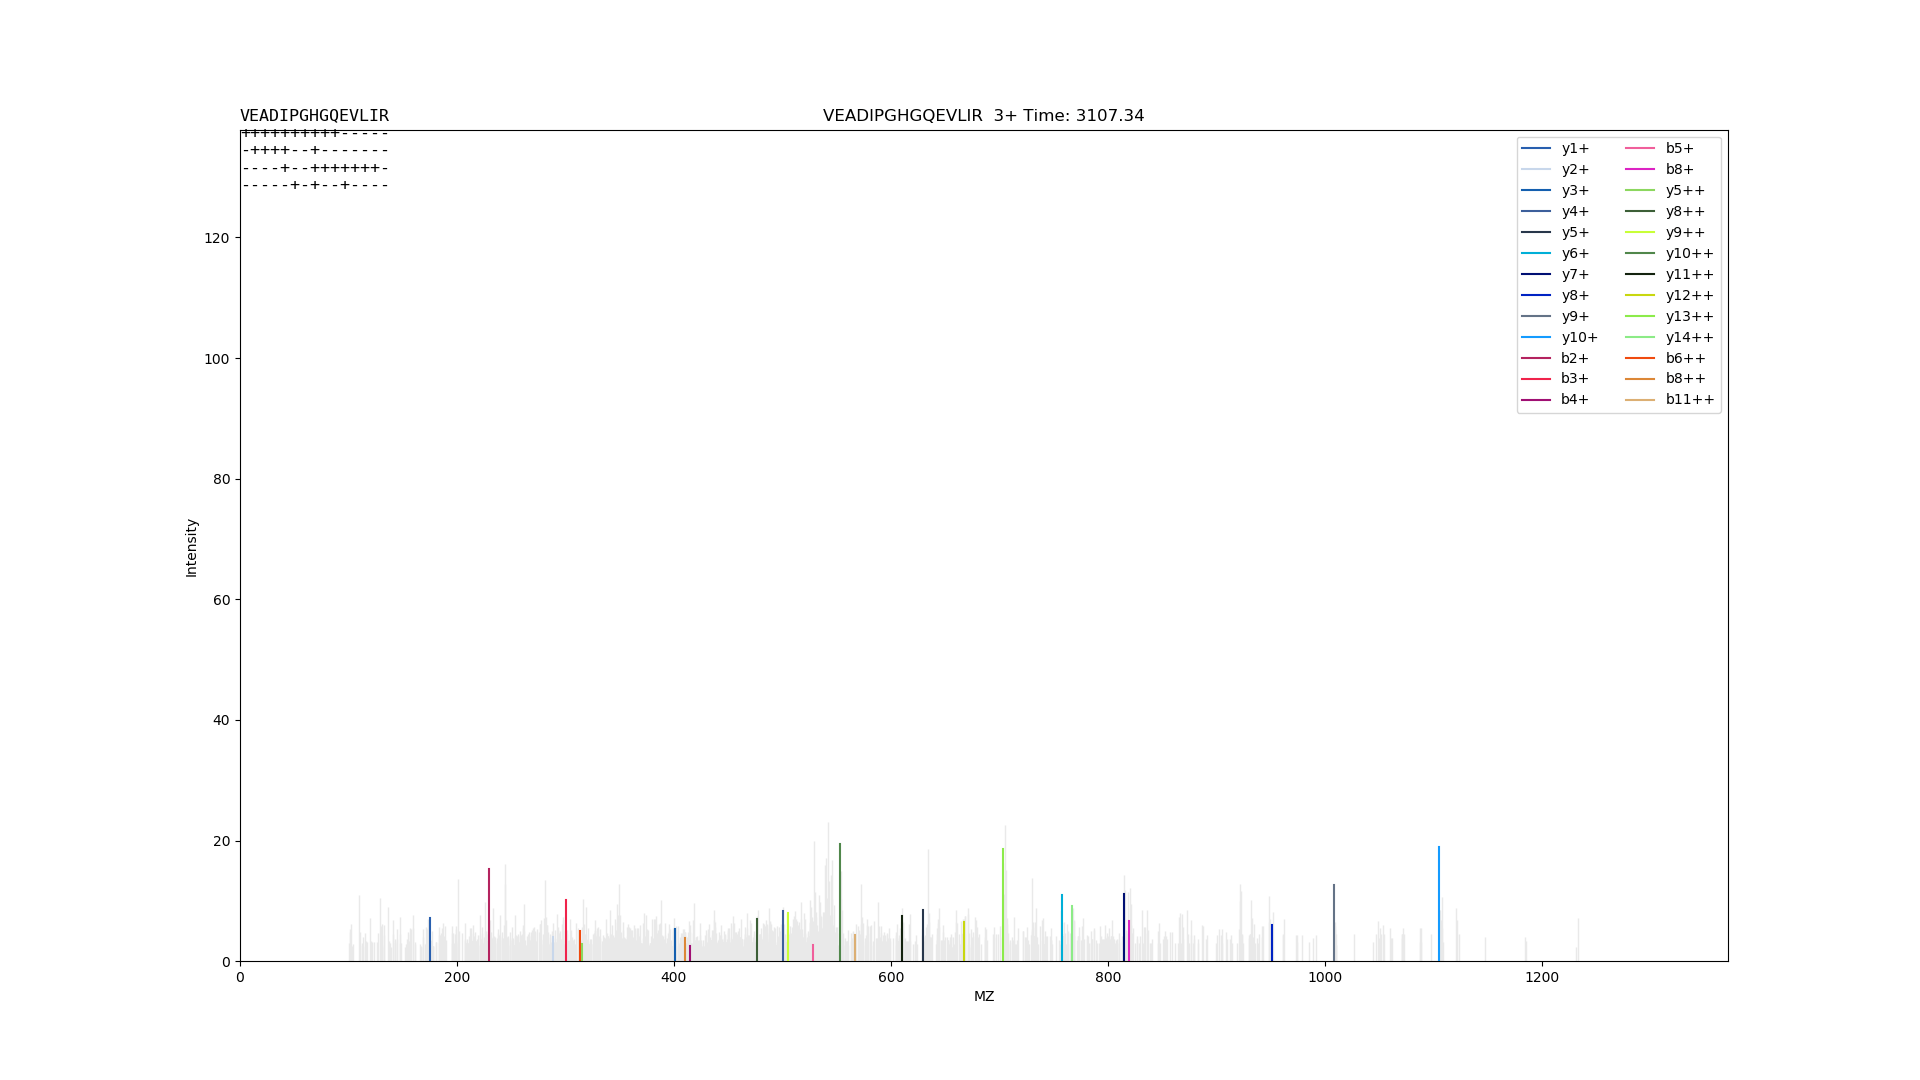 VEADIPGHGQEVLIR
VEADIPGHGQEVLIR  3+ Time: 3107.34
++++++++++-----
-++++--+-------
----+--+++++++-
-----+-+--+----
y1+
y2+
y3+
y4+
y5+
y6+
y7+
y8+
y9+
y10+
b2+
b3+
b4+
b5+
b8+
y5++
y8++
y9++
y10++
y11++
y12++
y13++
y14++
b6++
b8++
b11++
120
100
80
60
40
20
0
Intensity
0 200 400 600 800 1000 1200
MZ